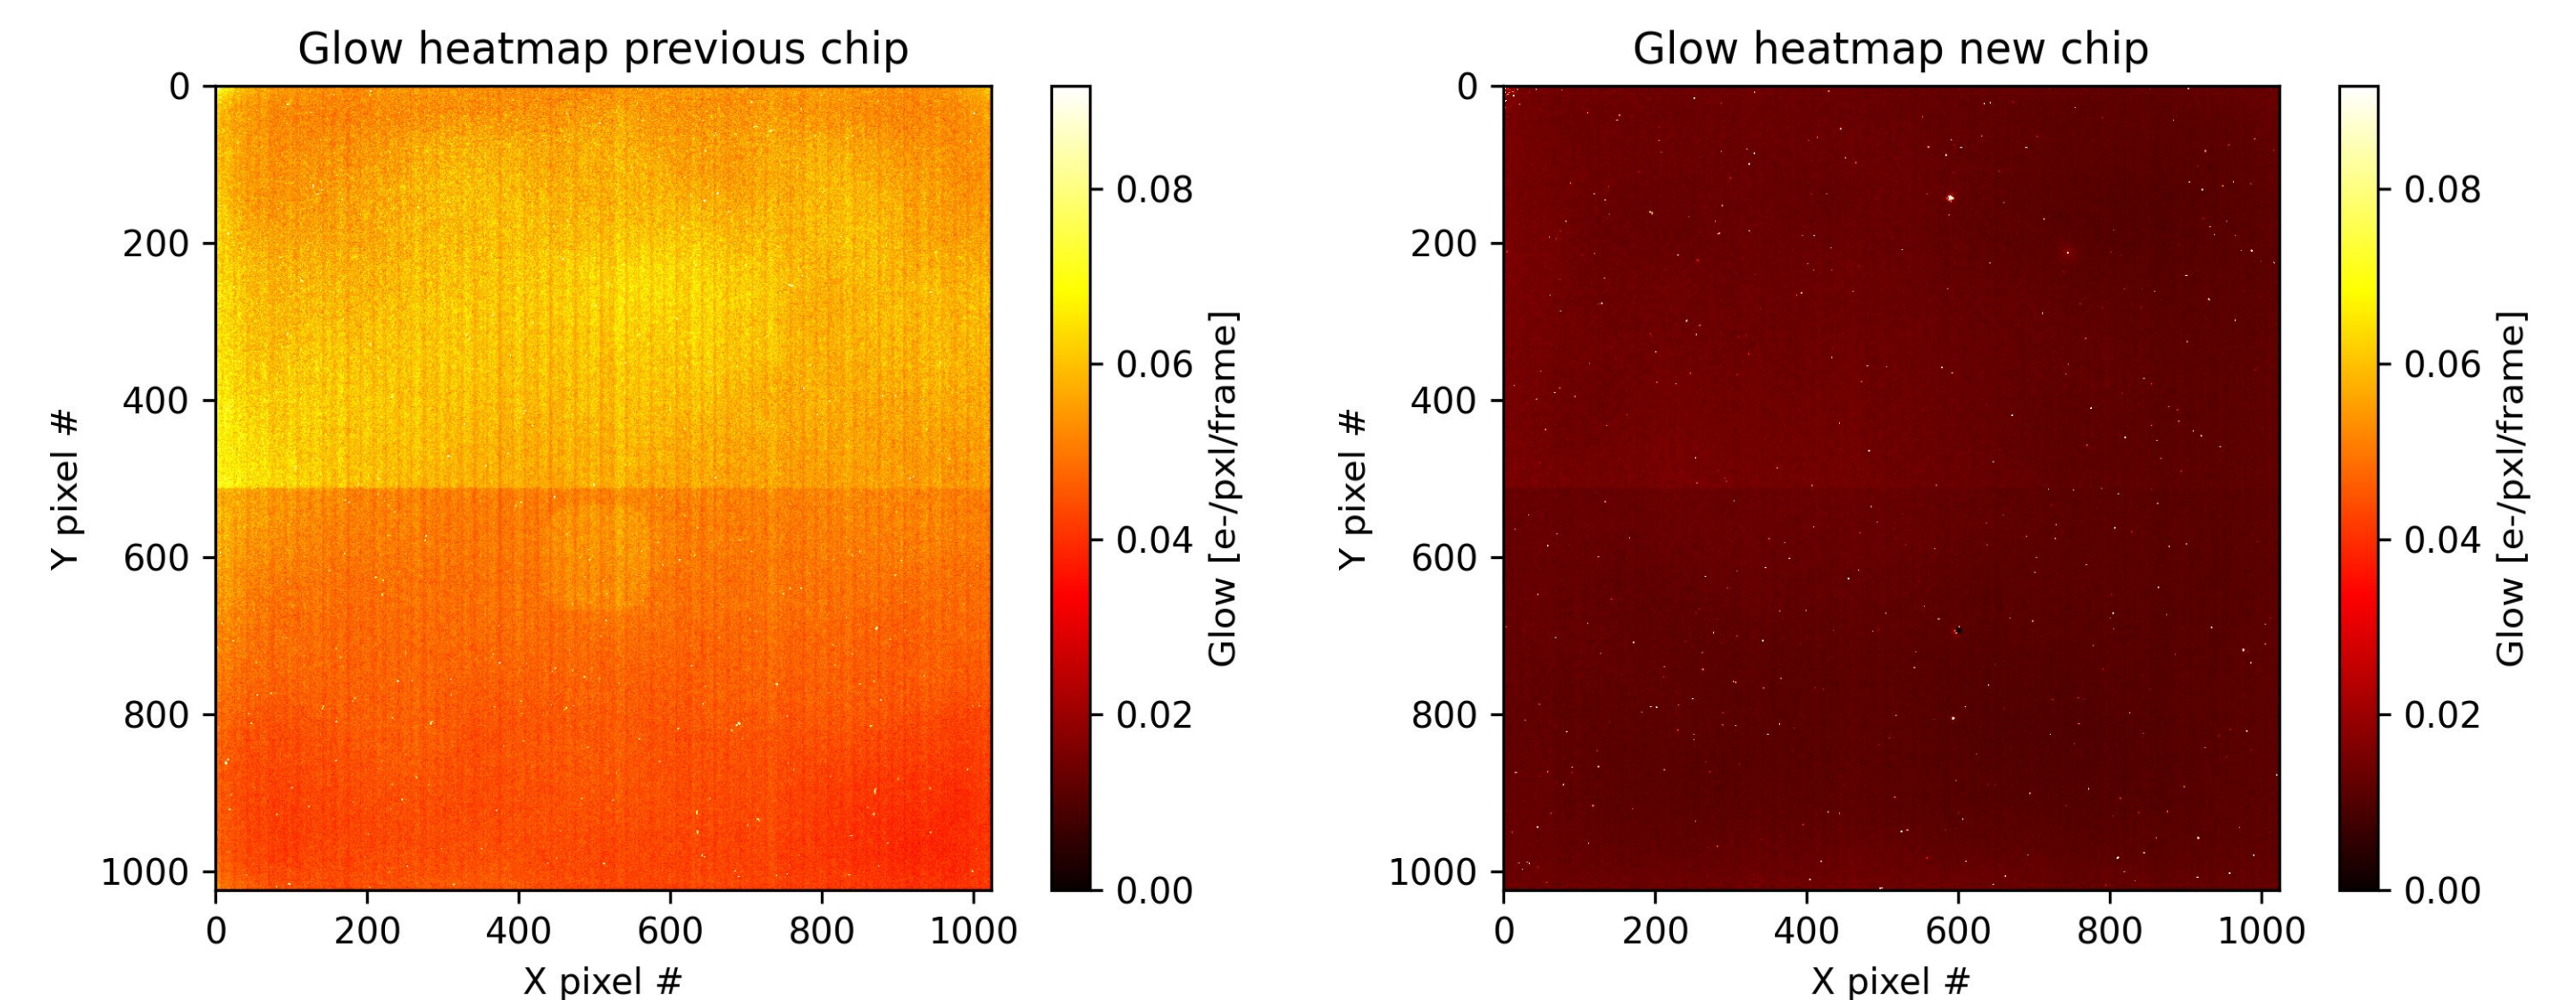 Glow heatmap previous chip
0
200
400
600
800
1000
Y pixel #
0 200 400 600 800 1000
X pixel #
0.08
0.06
0.04
0.02
0.00
Glow [e-/pxl/frame]
Glow heatmap new chip
0
200
400
600
800
1000
Y pixel #
0 200 400 600 800 1000
X pixel #
0.08
0.06
0.04
0.02
0.00
Glow [e-/pxl/frame]